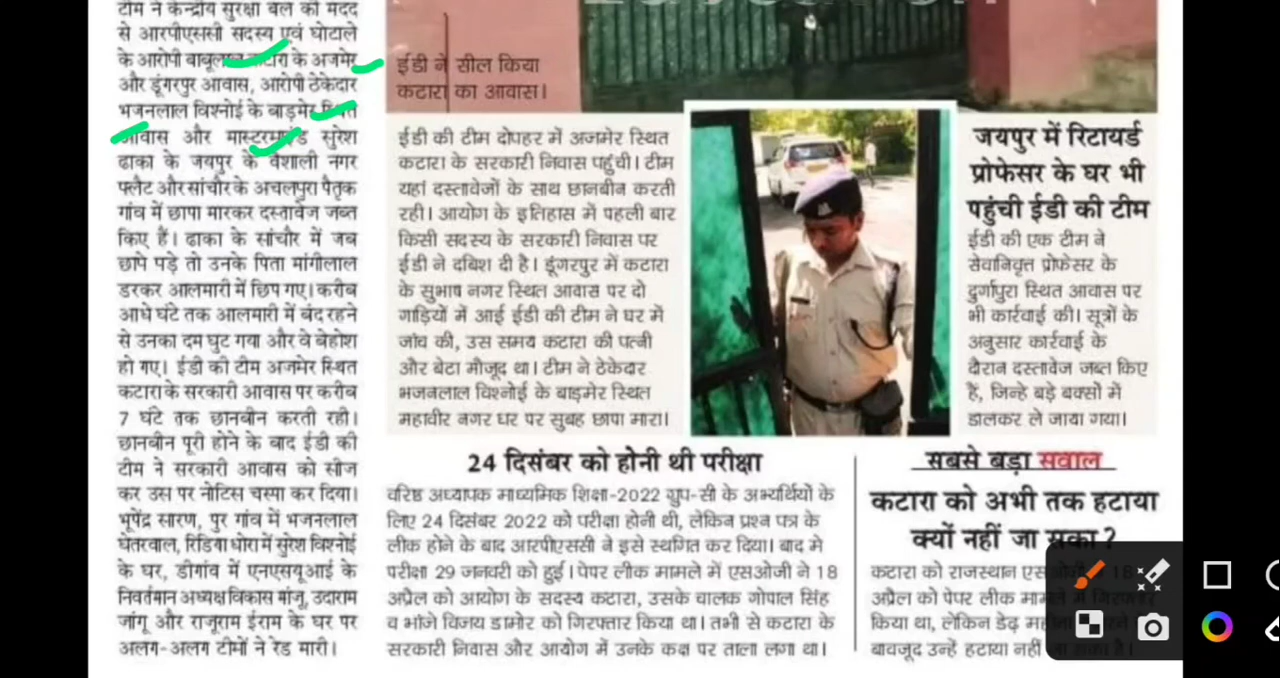 टीम ने केन्द्रीय सुरक्षा बल की मदद
से आरपीएससी सदस्य एवं घोटाले
के आरोपी बाबूलाल कटारा के अजमेर
और डूंगरपुर आवास, आरोपी ठेकेदार
भजनलाल विश्नोई के बाड़मेर स्थित
आवास और मास्टरमाइंड सुरेश
ढाका के जयपुर के वैशाली नगर
फ्लैट और सांचौर के अचलपुरा पैतृक
गांव में छापा मारकर दस्तावेज जब्त
किए हैं। ढाका के सांचौर में जब
छापे पड़े तो उनके पिता मांगीलाल
डरकर आलमारी में छिप गए। करीब
आधे घंटे तक आलमारी में बंद रहने
से उनका दम घुट गया और वे बेहोश
हो गए। ईडी की टीम अजमेर स्थित
कटारा के सरकारी आवास पर करीब
7 घंटे तक छानबीन करती रही।
छानबीन पूरी होने के बाद ईडी की
टीम ने सरकारी आवास को सीज
कर उस पर नोटिस चस्पा कर दिया।
भूपेंद्र सारण, पुर गांव में भजनलाल
घेतरवाल, रिडिया धोरा में सुरेश विश्नोई
के घर, डीगांव में एनएसयूआई के
निवर्तमान अध्यक्ष विकास मांजू, उदाराम
जांगू और राजूराम ईराम के घर पर
अलग-अलग टीमों ने रेड मारी।
ईडी ने सील किया
कटारा का आवास।
ईडी की टीम दोपहर में अजमेर स्थित
कटारा के सरकारी निवास पहुंची। टीम
यहां दस्तावेजों के साथ छानबीन करती
रही। आयोग के इतिहास में पहली बार
किसी सदस्य के सरकारी निवास पर
ईडी ने दबिश दी है। डूंगरपुर में कटारा
के सुभाष नगर स्थित आवास पर दो
गाड़ियों में आई ईडी की टीम ने घर में
जांच की, उस समय कटारा की पत्नी
और बेटा मौजूद था। टीम ने ठेकेदार
भजनलाल विश्नोई के बाड़मेर स्थित
महावीर नगर घर पर सुबह छापा मारा।
जयपुर में रिटायर्ड
प्रोफेसर के घर भी
पहुंची ईडी की टीम
ईडी की एक टीम ने
सेवानिवृत्त प्रोफेसर के
दुर्गापुरा स्थित आवास पर
भी कार्रवाई की। सूत्रों के
अनुसार कार्रवाई के
दौरान दस्तावेज जब्त किए
हैं, जिन्हे बड़े बक्सों में
डालकर ले जाया गया।
24 दिसंबर को होनी थी परीक्षा
वरिष्ठ अध्यापक माध्यमिक शिक्षा-2022 ग्रुप-सी के अभ्यर्थियों के
लिए 24 दिसंबर 2022 को परीक्षा होनी थी, लेकिन प्रश्न पत्र के
लीक होने के बाद आरपीएससी ने इसे स्थगित कर दिया। बाद मे
परीक्षा 29 जनवरी को हुई। पेपर लीक मामले में एसओजी ने 18
अप्रैल को आयोग के सदस्य कटारा, उसके चालक गोपाल सिंह
व भांजे विजय डामोर को गिरफ्तार किया था। तभी से कटारा के
सरकारी निवास और आयोग में उनके कक्ष पर ताला लगा था।
सबसे बड़ा सवाल
कटारा को अभी तक हटाया
क्यों नहीं जा सका?
कटारा को राजस्थान एसओजी ने 18
अप्रैल को पेपर लीक मामले में गिरफ्तार
किया था, लेकिन डेढ़
बावजूद उन्हें हटाया नहीं